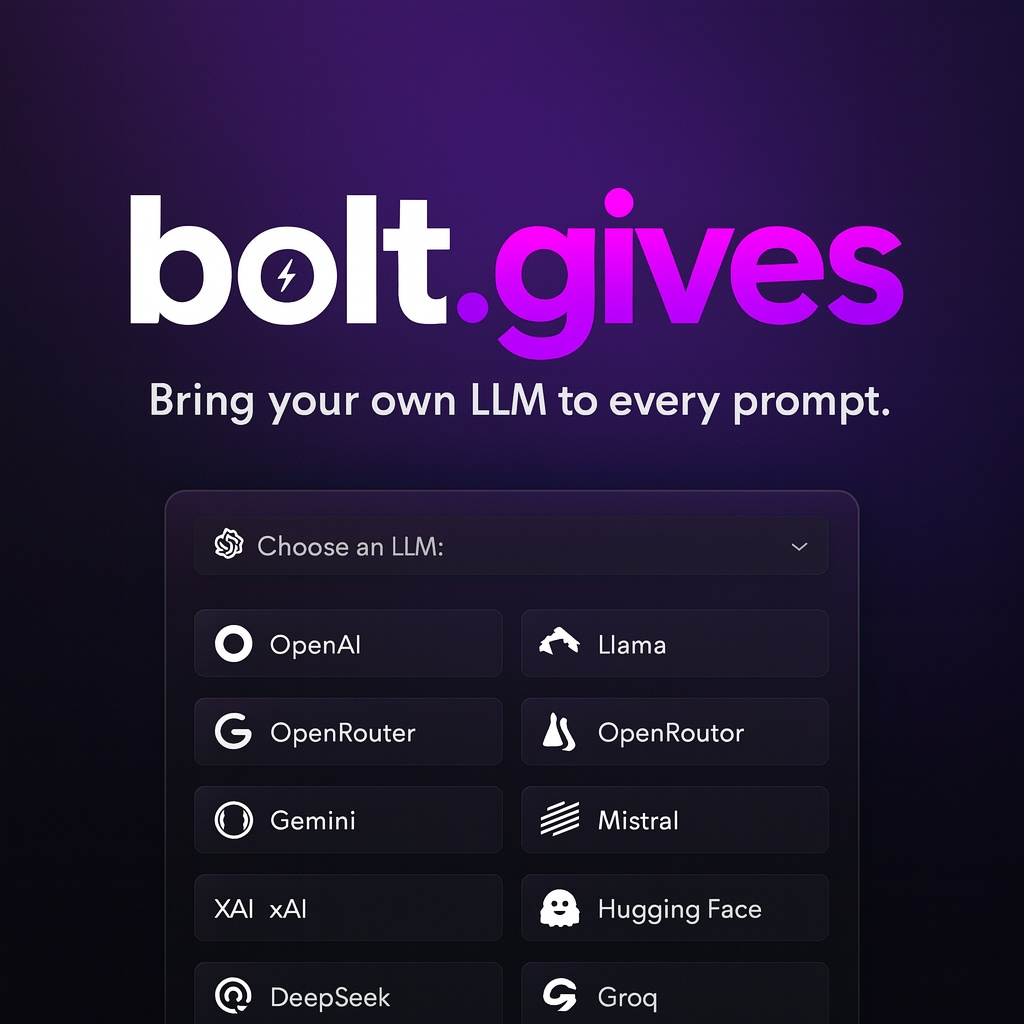 bolt.gives
Bring your own LLM to every prompt.
Choose an LLM:
OpenAI
Llama
OpenRouter
OpenRoutor
Gemini
Mistral
XAI xAI
Hugging Face
DeepSeek
Groq